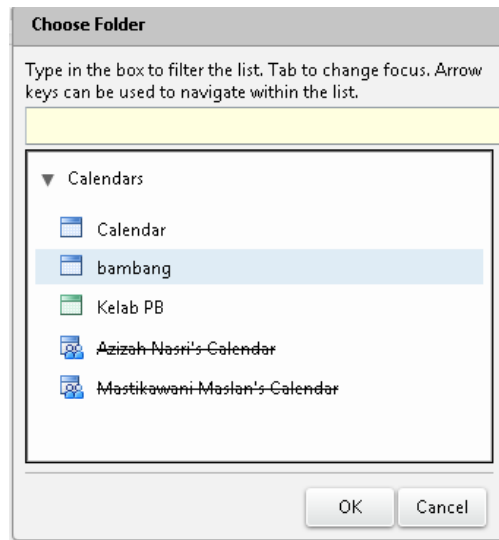 Choose Folder
Type in the box to filter the list. Tab to change focus. Arrow
keys can be used to navigate within the list.
Calendars
Calendar
bambang
Kelab PB
Azizah Nasri's Calendar
Mastikawani Maslan's Calendar
OK
Cancel